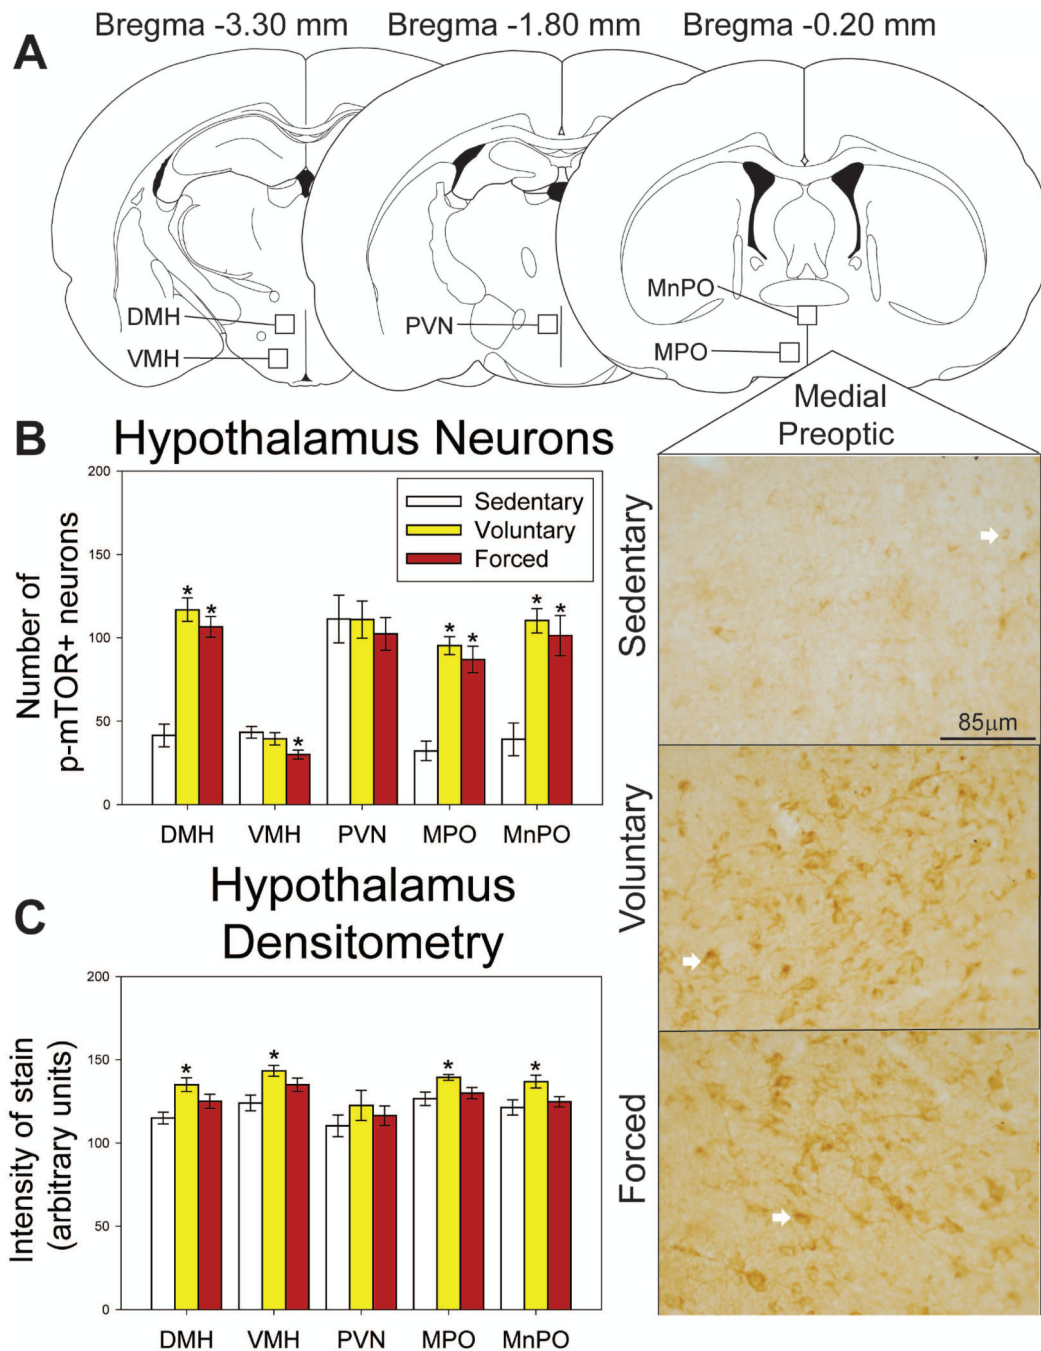 A
Bregma -3.30 mm
Bregma -1.80 mm
Bregma -0.20 mm
DMH
VMH
PVN
MnPO
MPO
Medial
Preoptic
B
Hypothalamus Neurons
Number of
p-mTOR+ neurons
200
150
100
50
0
Sedentary
Voluntary
Forced
* * * * * * *
DMH VMH PVN MPO MnPO
C
Hypothalamus
Densitometry
Intensity of stain
(arbitrary units)
200
150
100
50
0
* * * *
DMH VMH PVN MPO MnPO
Sedentary
85μm
Voluntary
Forced